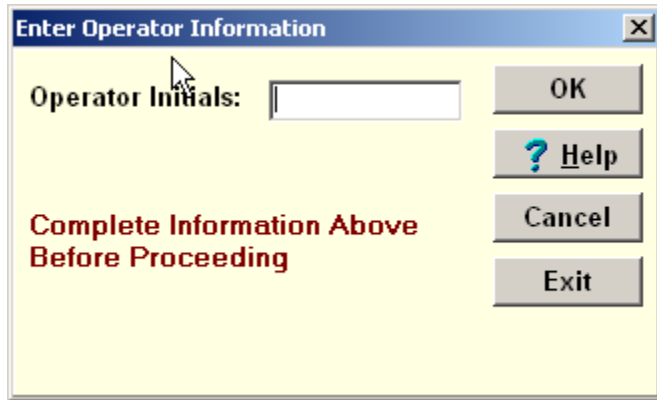 Enter Operator Information
Operator Initials:
OK
? Help
Complete Information Above
Before Proceeding
Cancel
Exit